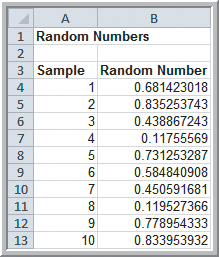 A B
1 Random Numbers
2
3 Sample Random Number
4 1 0.681423018
5 2 0.835253743
6 3 0.438867243
7 4 0.11755569
8 5 0.731253287
9 6 0.584840908
10 7 0.450591681
11 8 0.119527366
12 9 0.778954333
13 10 0.833953932